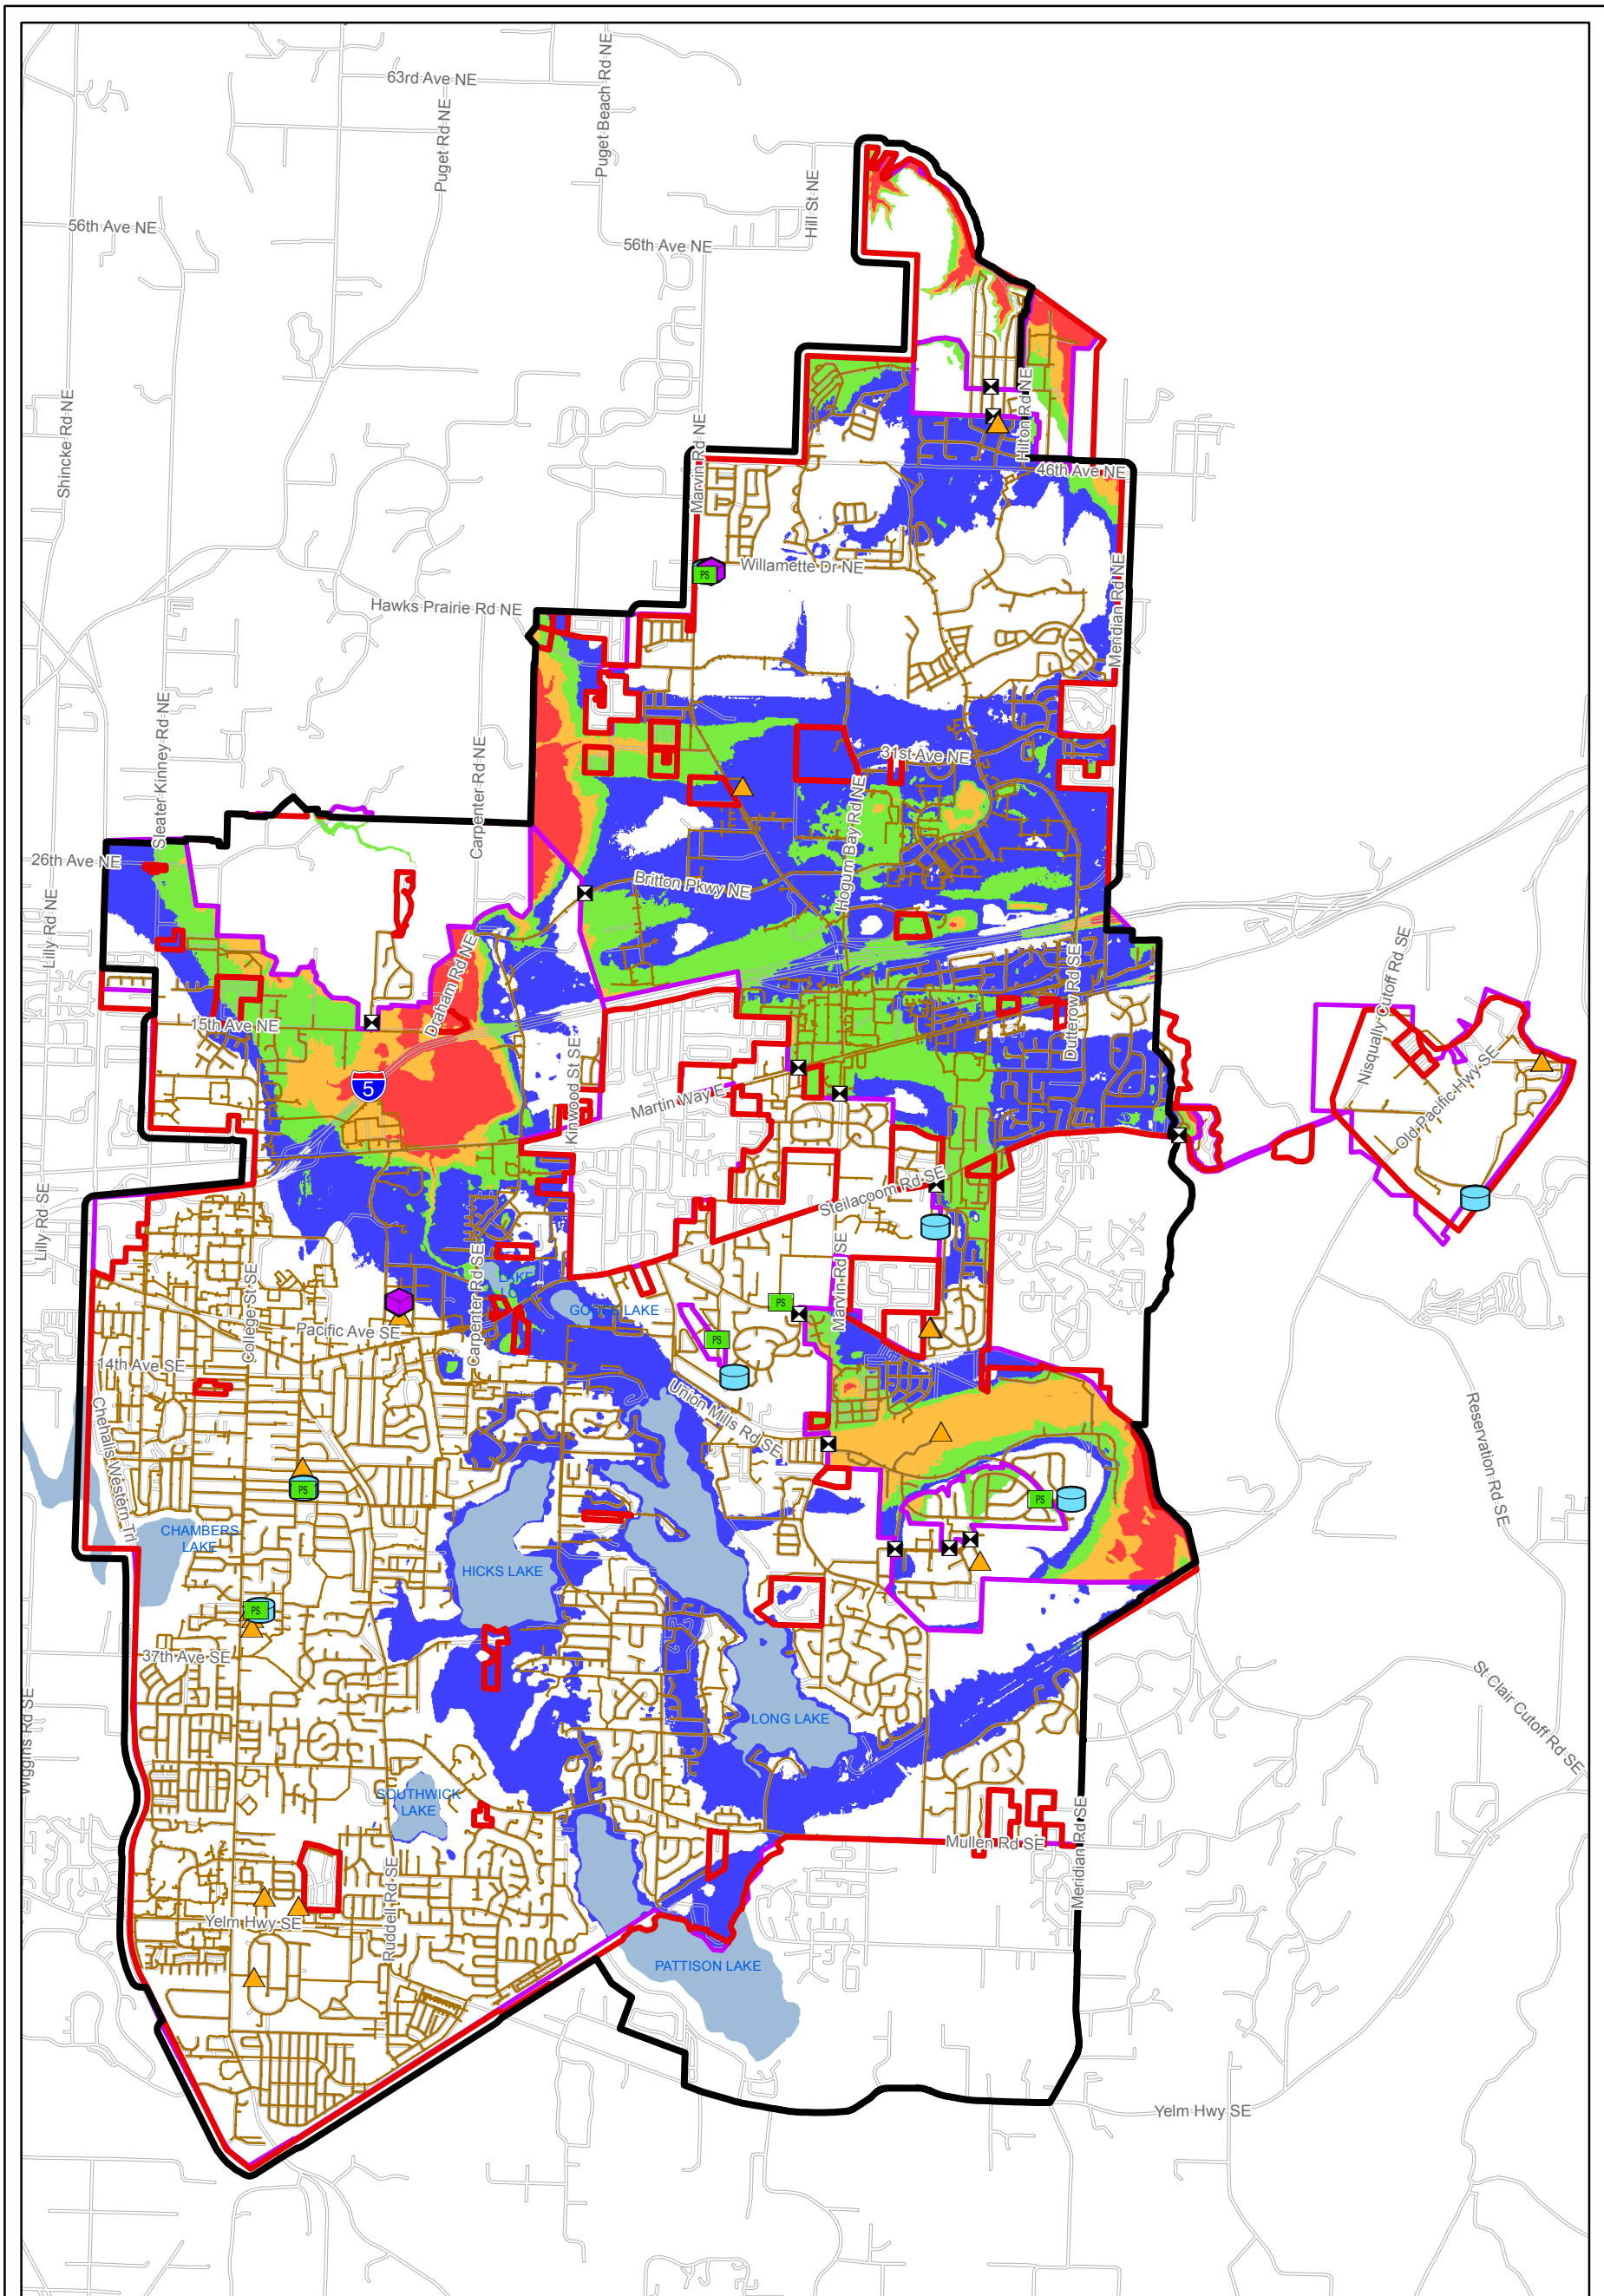 63rd Ave NE
Puget Rd NE
Puget Beach Rd NE
Hill St NE
56th Ave NE
56th Ave NE
Shincke Rd NE
Marvin Rd NE
Hilton Rd NE
46th Ave NE
Willamette Dr NE
PS
Hawks Prairie Rd NE
Meridian Rd NE
Sleater Kinney Rd NE
Carpenter Rd NE
31st Ave NE
Hogum Bay Rd NE
26th Ave NE
Britton Pkwy NE
Lilly Rd NE
Draham Rd NE
Dutterow Rd SE
Nisqually Cutoff Rd SE
15th Ave NE
5
Kinwood St SE
Martin Way E
Old Pacific Hwy SE
Steilacoom Rd SE
Lilly Rd SE
College St SE
Carpenter Rd SE
Marvin Rd SE
LAKE
PS
Pacific Ave SE
PS
14th Ave SE
Chehalis Western Trl
Union Mills Rd SE
Reservation Rd SE
PS
PS
CHAMBERS
LAKE
HICKS LAKE
PS
37th Ave SE
Wiggins Rd SE
St Clair Cutoff Rd SE
LONG LAKE
SOUTHWICK
LAKE
Mullen Rd SE
Meridian Rd SE
Ruddell Rd SE
Yelm Hwy SE
PATTISON LAKE
Yelm Hwy SE